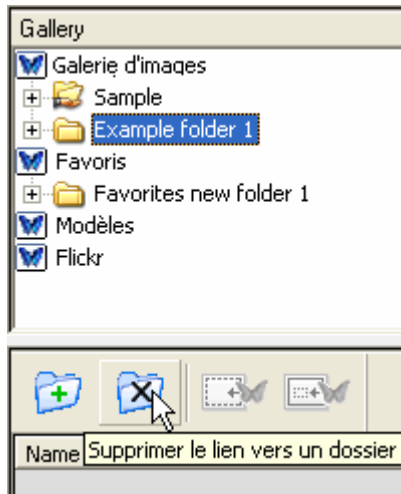 Gallery
Galerie d'images
Sample
Example folder 1
Favoris
Favorites new folder 1
Modèles
Flickr
Name
Supprimer le lien vers un dossier